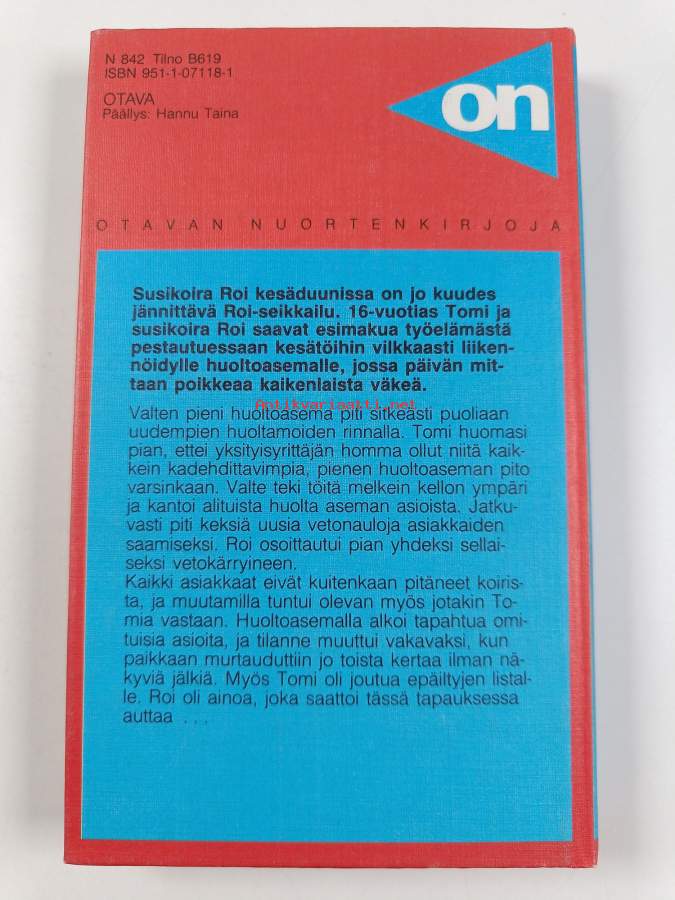 N 842 Tilno B619
ISBN 951-1-07118-1
OTAVA
Päällys: Hannu Taina
on
OTAVAN NUORTENKIRJOJA
Susikoira Roi kesäduunissa on jo kuudes
jännittävä Roi-seikkailu. 16-vuotias Tomi ja
susikoira Roi saavat esimakua työelämästä
pestautuessaan kesätöihin vilkkaasti liiken-
nöidylle huoltoasemalle, jossa päivän mit-
taan poikkeaa kaikenlaista väkeä.
Antikvariaatti.net
Valten pieni huoltoasema piti sitkeästi puoliaan
uudempien huoltamoiden rinnalla. Tomi huomasi
pian, ettei yksityisyrittäjän homma ollut niitä kaik-
kein kadehdittavimpia, pienen huoltoaseman pito
varsinkaan. Valte teki töitä melkein kellon ympäri
ja kantoi alituista huolta aseman asioista. Jatku-
vasti piti keksiä uusia vetonauloja asiakkaiden
saamiseksi. Roi osoittautui pian yhdeksi sellai-
seksi vetokärryineen.
Kaikki asiakkaat eivät kuitenkaan pitäneet koiris-
ta, ja muutamilla tuntui olevan myös jotakin To-
mia vastaan. Huoltoasemalla alkoi tapahtua omi-
tuisia asioita, ja tilanne muuttui vakavaksi, kun
paikkaan murtauduttiin jo toista kertaa ilman nä-
kyviä jälkiä. Myös Tomi oli joutua epäiltyjen listal-
le. Roi oli ainoa, joka saattoi tässä tapauksessa
auttaa . . .